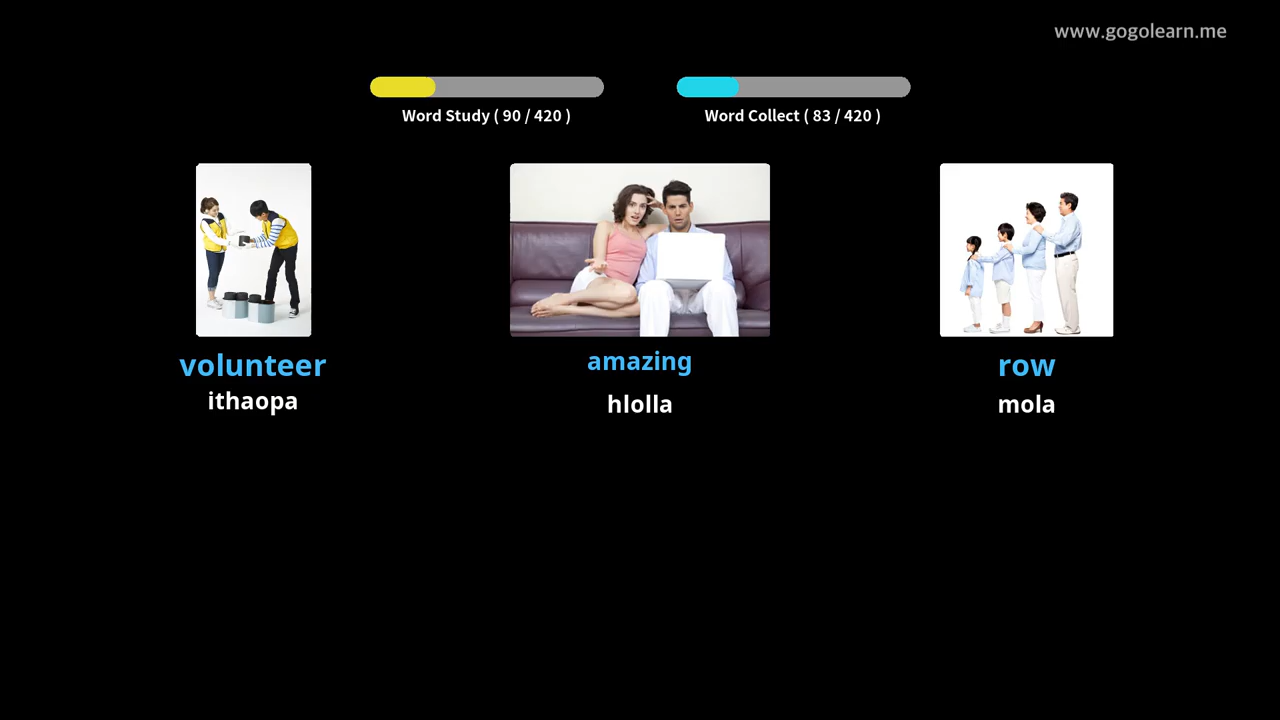 www.gogolearn.me
Word Study ( 90 / 420 )
Word Collect ( 83 / 420 )
volunteer
ithaopa
amazing
hlolla
row
mola